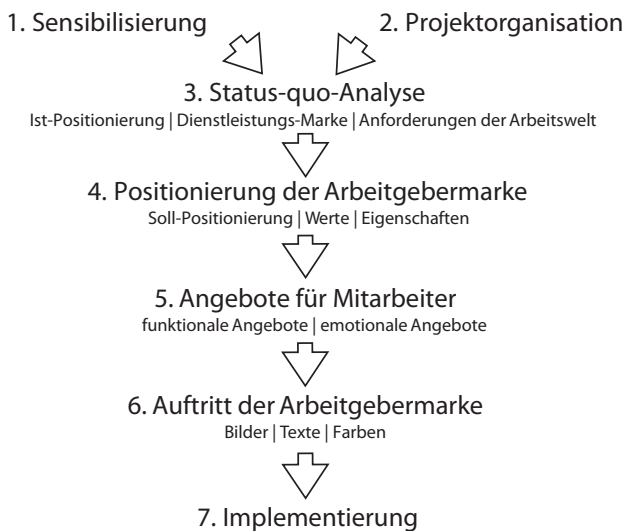 1. Sensibilisierung
2. Projektorganisation
3. Status-quo-Analyse
Ist-Positionierung | Dienstleistungs-Marke | Anforderungen der Arbeitswelt
4. Positionierung der Arbeitgebermarke
Soll-Positionierung | Werte | Eigenschaften
5. Angebote für Mitarbeiter
funktionale Angebote | emotionale Angebote
6. Auftritt der Arbeitgebermarke
Bilder | Texte | Farben
7. Implementierung